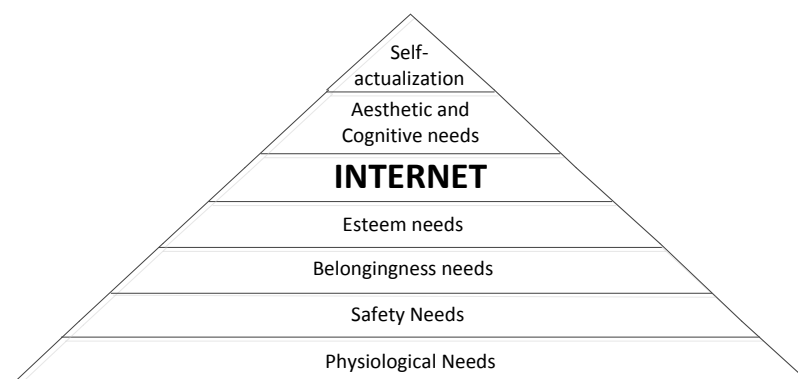 Self-
actualization
Aesthetic and
Cognitive needs
INTERNET
Esteem needs
Belongingness needs
Safety Needs
Physiological Needs